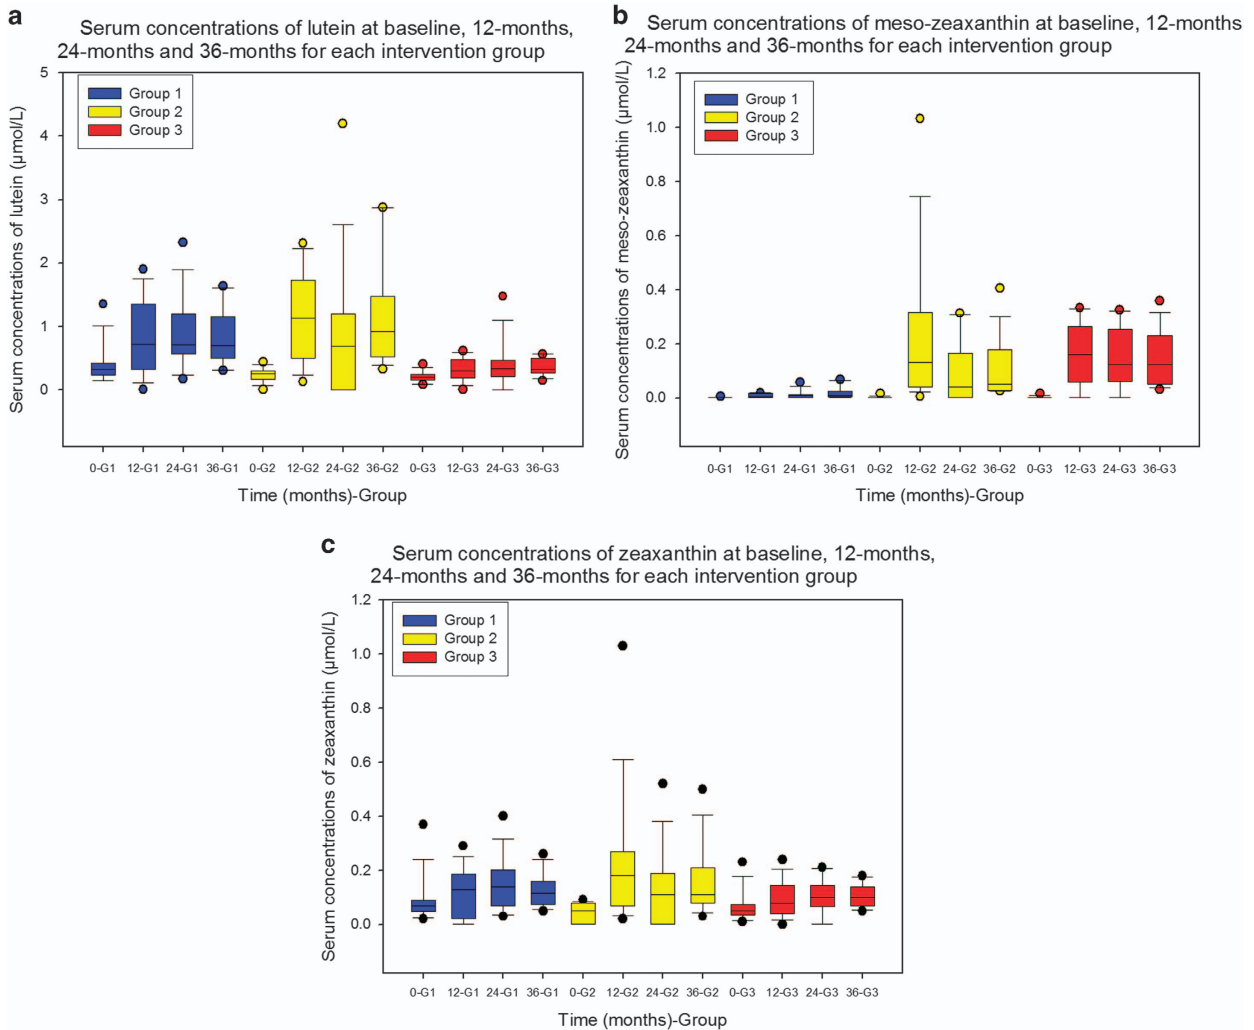 a
Serum concentrations of lutein at baseline, 12-months,
24-months and 36-months for each intervention group
Serum concentrations of lutein (µmol/L)
5
4
3
2
1
0
Group 1
Group 2
Group 3
0-G1 12-G1 24-G1 36-G1 0-G2 12-G2 24-G2 36-G2 0-G3 12-G3 24-G3 36-G3
Time (months)-Group
b
Serum concentrations of meso-zeaxanthin at baseline, 12-months
24-months and 36-months for each intervention group
Serum concentrations of meso-zeaxanthin (µmol/L)
1.2
1.0
0.8
0.6
0.4
0.2
0.0
Group 1
Group 2
Group 3
0-G1 12-G1 24-G1 36-G1 0-G2 12-G2 24-G2 36-G2 0-G3 12-G3 24-G3 36-G3
Time (months)-Group
c
Serum concentrations of zeaxanthin at baseline, 12-months,
24-months and 36-months for each intervention group
Serum concentrations of zeaxanthin (µmol/L)
1.2
1.0
0.8
0.6
0.4
0.2
0.0
Group 1
Group 2
Group 3
0-G1 12-G1 24-G1 36-G1 0-G2 12-G2 24-G2 36-G2 0-G3 12-G3 24-G3 36-G3
Time (months)-Group